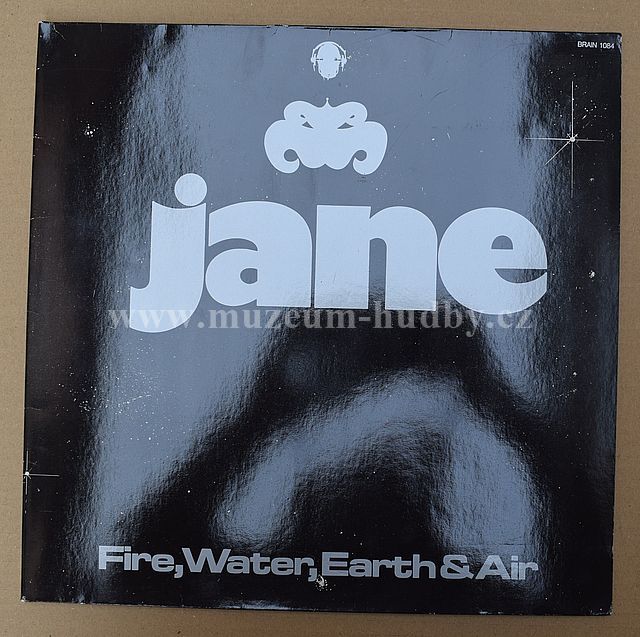 BRAIN 1084
jane
www.muzeum-hudby.cz
Fire, Water, Earth & Air